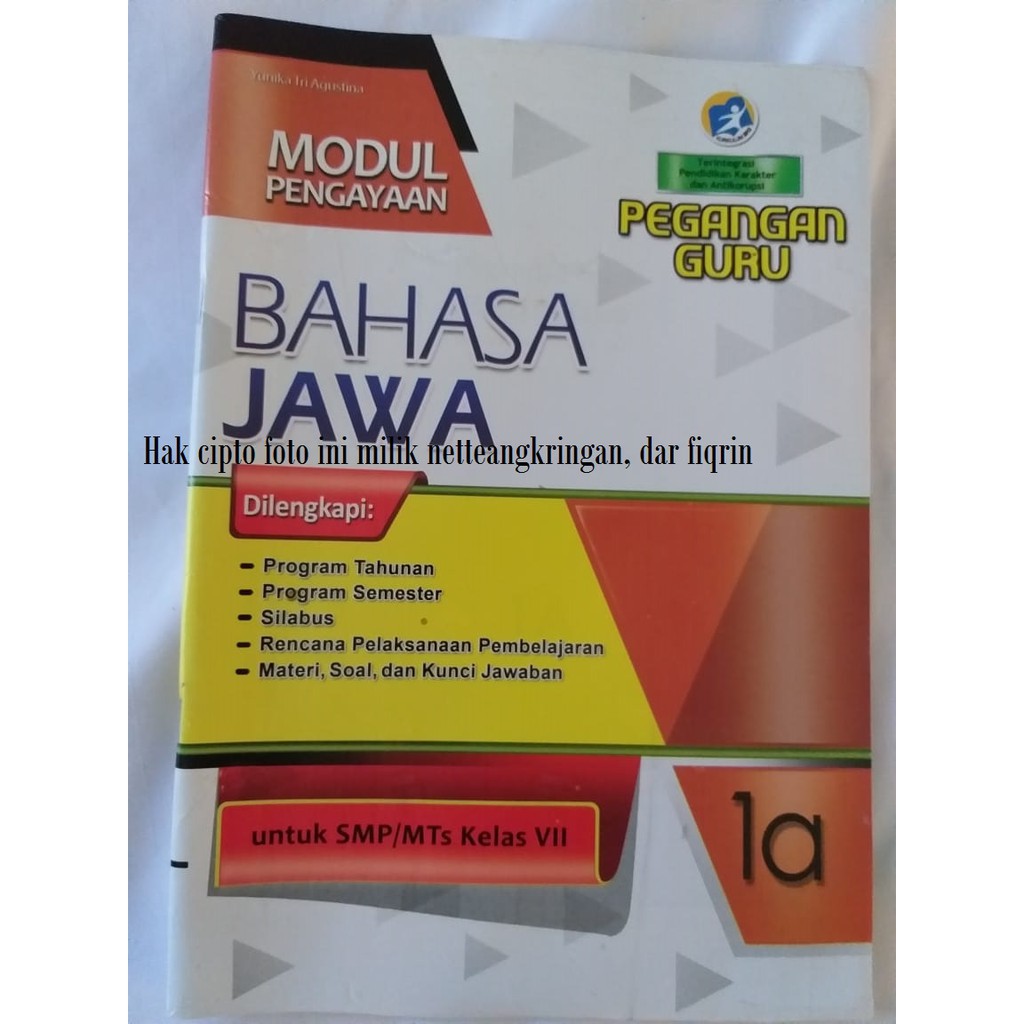 Yunika Tri Agustina
MODUL
PENGAYAAN
KURIKULUM 2013
Terintegrasi
Pendidikan Karakter
dan Antikorupsi
PEGANGAN
GURU
BAHASA
JAWA
Hak cipto foto ini milik netteangkringan, dar fiqrin
Dilengkapi:
- Program Tahunan
- Program Semester
- Silabus
- Rencana Pelaksanaan Pembelajaran
- Materi, Soal, dan Kunci Jawaban
untuk SMP/MTs Kelas VII
1a